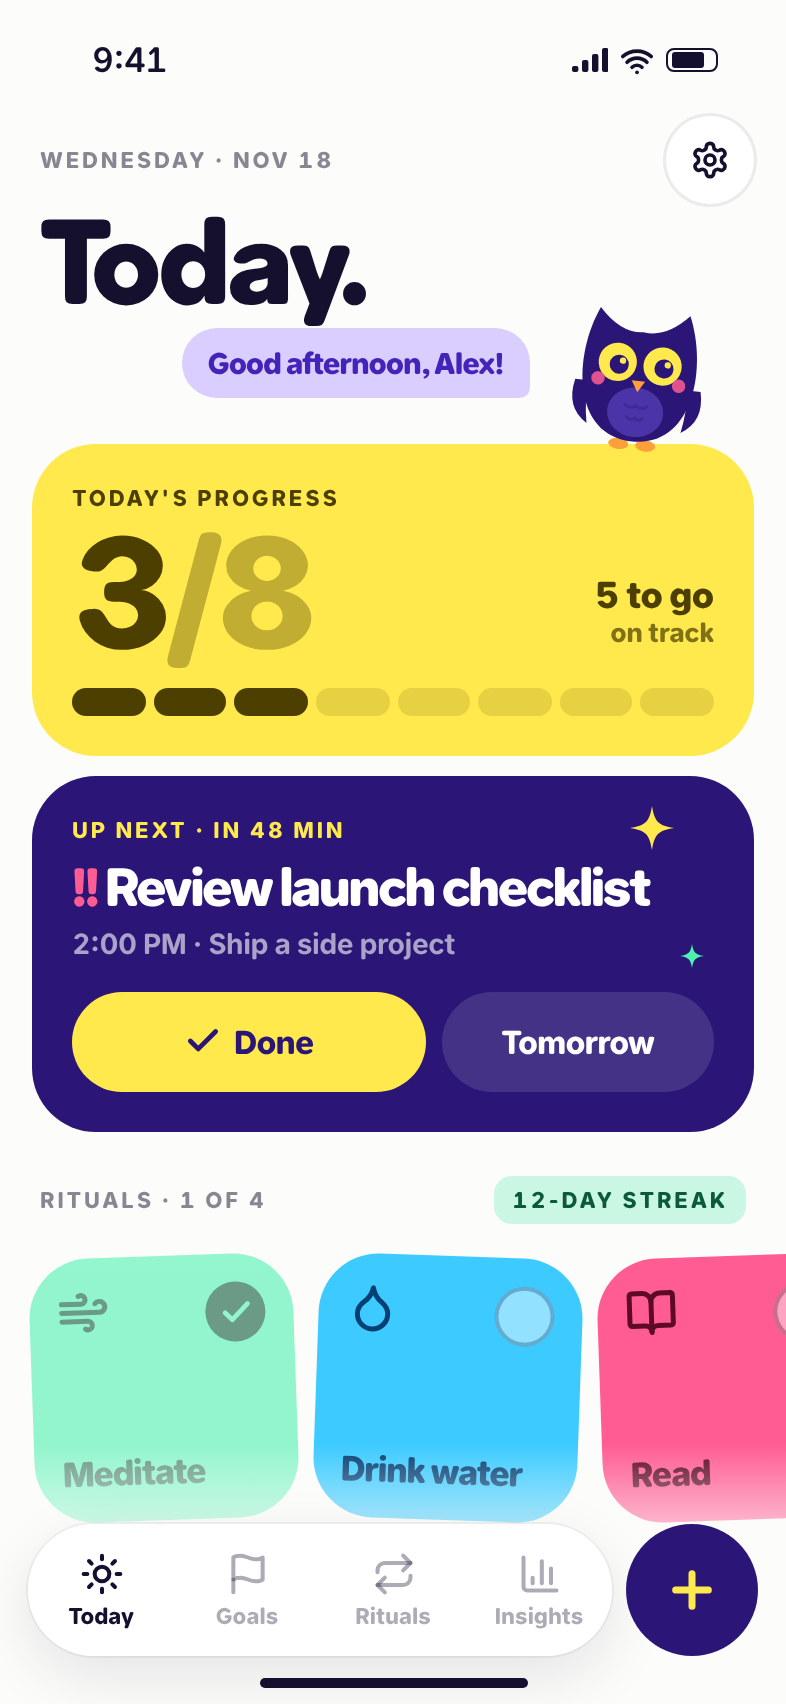 9:41
WEDNESDAY · NOV 18
Today.
Good afternoon, Alex!
TODAY'S PROGRESS
3/8
5 to go
on track
UP NEXT · IN 48 MIN
!! Review launch checklist
2:00 PM · Ship a side project
Done
Tomorrow
RITUALS · 1 OF 4
12-DAY STREAK
Meditate
Drink water
Read
Today
Goals
Rituals
Insights